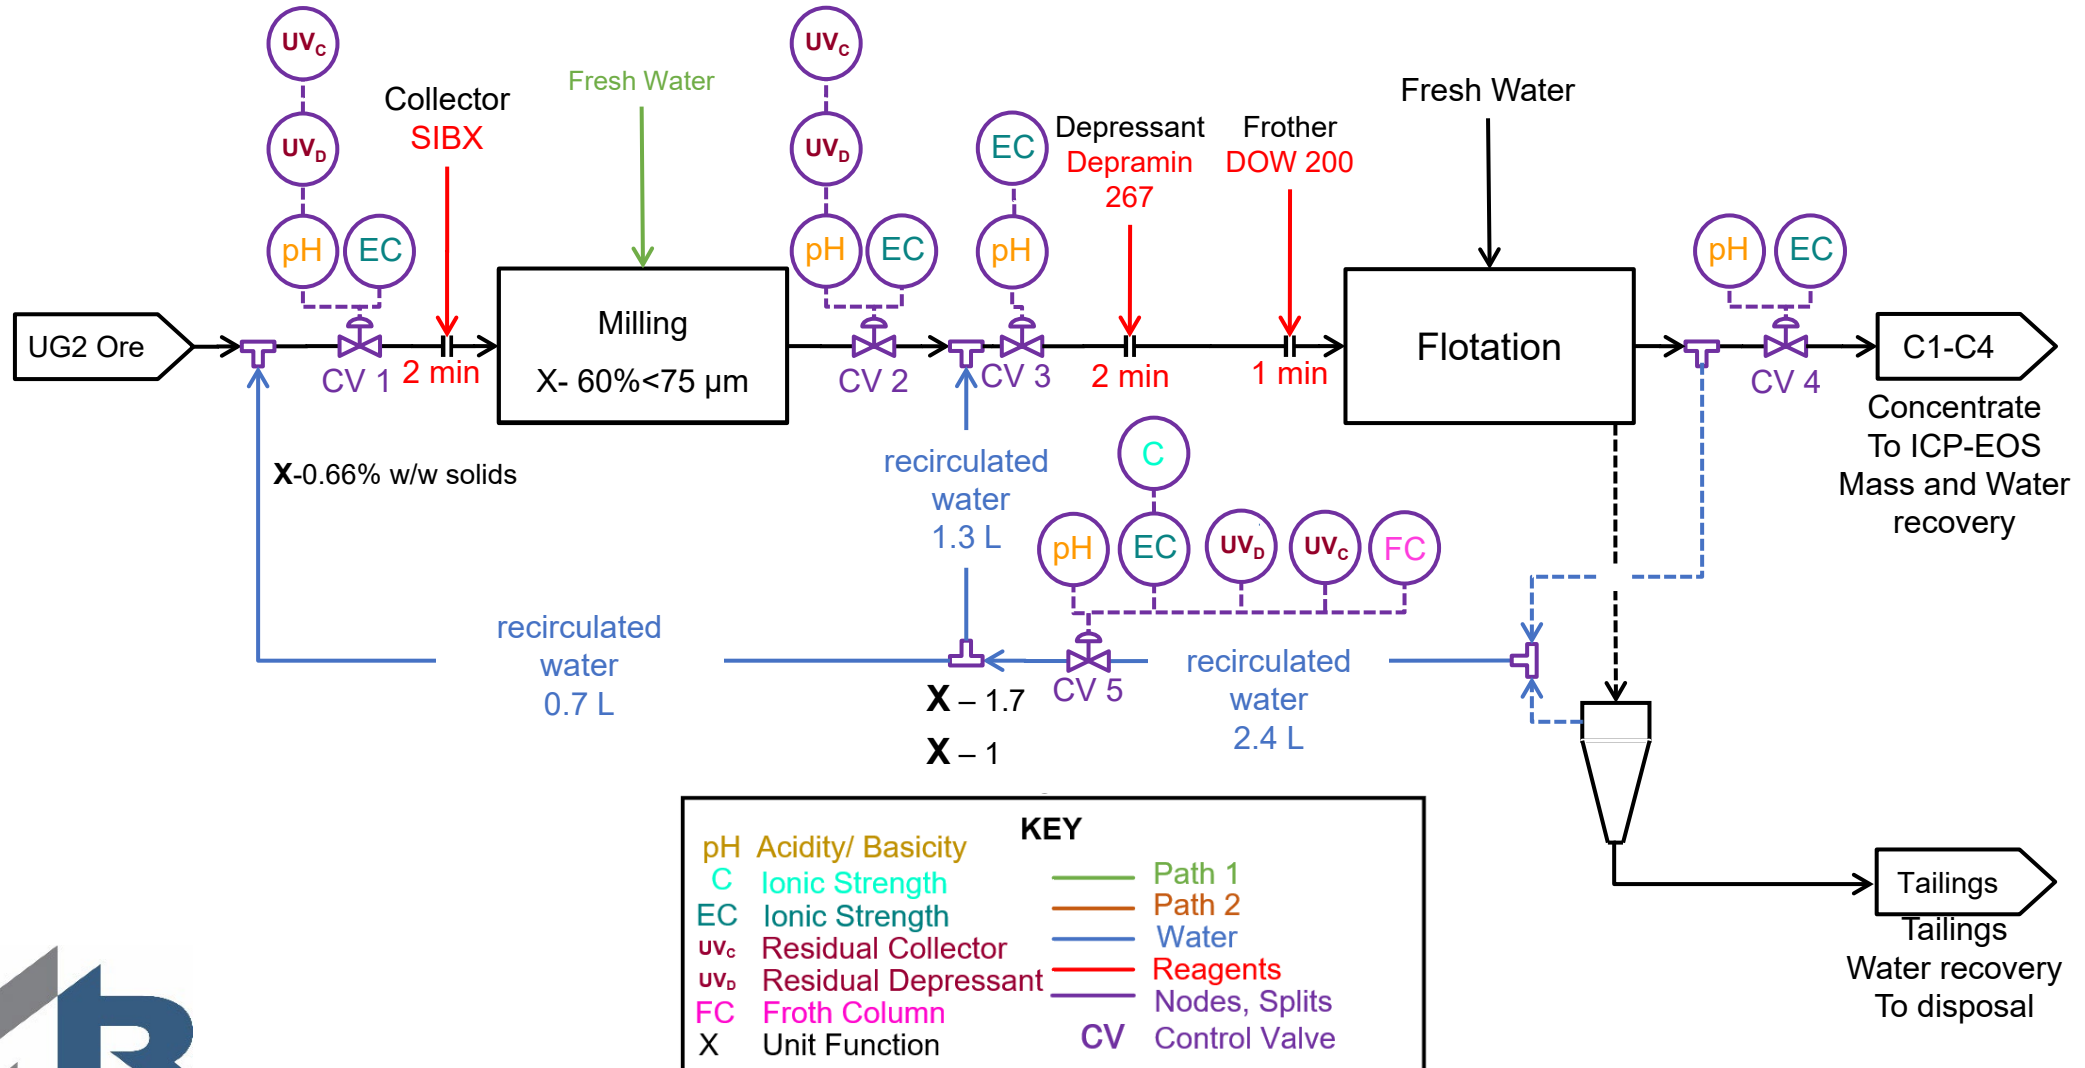 UVC
UVD
pH
EC
Collector
SIBX
Fresh Water
UVC
UVD
pH
EC
EC
pH
Depressant
Depramin
267
Frother
DOW 200
Fresh Water
pH
EC
UG2 Ore
CV 1
2 min
Milling
X- 60%<75 μm
CV 2
CV 3
2 min
1 min
Flotation
CV 4
C1-C4
Concentrate
To ICP-EOS
Mass and Water
recovery
X-0.66% w/w solids
recirculated
water
1.3 L
C
pH
EC
UVD
UVC
FC
recirculated
water
0.7 L
CV 5
X – 1.7
X – 1
recirculated
water
2.4 L
KEY
pH Acidity/ Basicity
C Ionic Strength
EC Ionic Strength
UVC Residual Collector
UVD Residual Depressant
FC Froth Column
X Unit Function
Path 1
Path 2
Water
Reagents
Nodes, Splits
CV Control Valve
Tailings
Tailings
Water recovery
To disposal